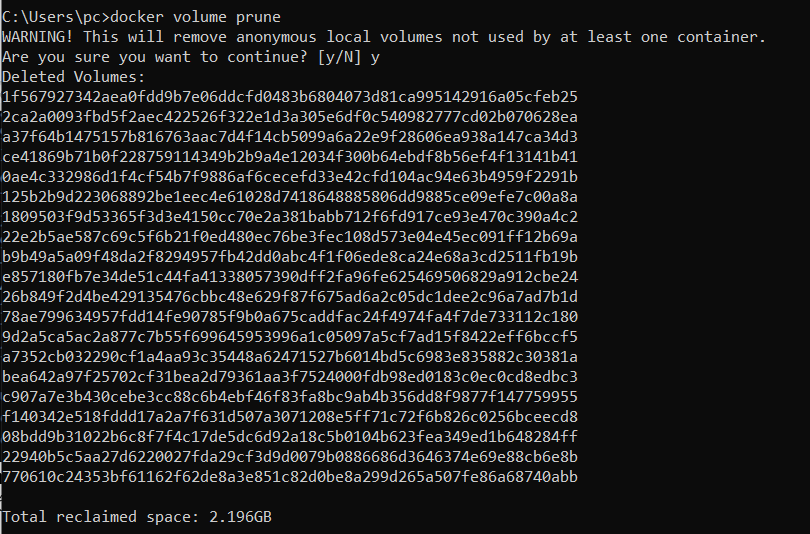 C:\Users\pc>docker volume prune
WARNING! This will remove anonymous local volumes not used by at least one container.
Are you sure you want to continue? [y/N] y
Deleted Volumes:
1f567927342aea0fdd9b7e06ddcfd0483b6804073d81ca995142916a05cfeb25
2ca2a0093fbd5f2aec422526f322e1d3a305e6df0c540982777cd02b070628ea
a37f64b1475157b816763aac7d4f14cb5099a6a22e9f28606ea938a147ca34d3
ce41869b71b0f228759114349b2b9a4e12034f300b64ebdf8b56ef4f13141b41
0ae4c332986d1f4cf54b7f9886af6cecefd33e42cfd104ac94e63b4959f2291b
125b2b9d223068892be1eec4e61028d7418648885806dd9885ce09efe7c00a8a
1809503f9d53365f3d3e4150cc70e2a381babb712f6fd917ce93e470c390a4c2
22e2b5ae587c69c5f6b21f0ed480ec76be3fec108d573e04e45ec091ff12b69a
b9b49a5a09f48da2f8294957fb42dd0abc4f1f06ede8ca24e68a3cd2511fb19b
e857180fb7e34de51c44fa41338057390dff2fa96fe625469506829a912cbe24
26b849f2d4be429135476cbbc48e629f87f675ad6a2c05dc1dee2c96a7ad7b1d
78ae799634957fdd14fe90785f9b0a675caddfac24f4974fa4f7de733112c180
9d2a5ca5ac2a877c7b55f699645953996a1c05097a5cf7ad15f8422eff6bccf5
a7352cb032290cf1a4aa93c35448a62471527b6014bd5c6983e835882c30381a
bea642a97f25702cf31bea2d79361aa3f7524000fdb98ed0183c0ec0cd8edbc3
c907a7e3b430cebe3cc88c6b4ebf46f83fa8bc9ab4b356dd8f9877f147759955
f140342e518fddd17a2a7f631d507a3071208e5ff71c72f6b826c0256bceecd8
08bdd9b31022b6c8f7f4c17de5dc6d92a18c5b0104b623fea349ed1b648284ff
22940b5c5aa27d6220027fda29cf3d9d0079b0886686d3646374e69e88cb6e8b
770610c24353bf61162f62de8a3e851c82d0be8a299d265a507fe86a68740abb
Total reclaimed space: 2.196GB